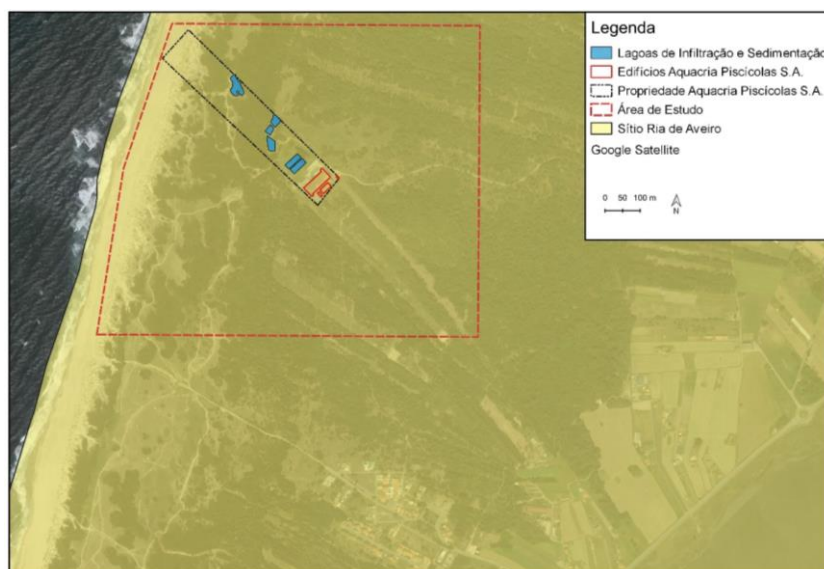 Legenda
Lagoas de Infiltração e Sedimentação
Edifícios Aquacria Piscícolas S.A.
Propriedade Aquacria Piscícolas S.A.
Área de Estudo
Sítio Ria de Aveiro
Google Satellite
0 50 100 m
N